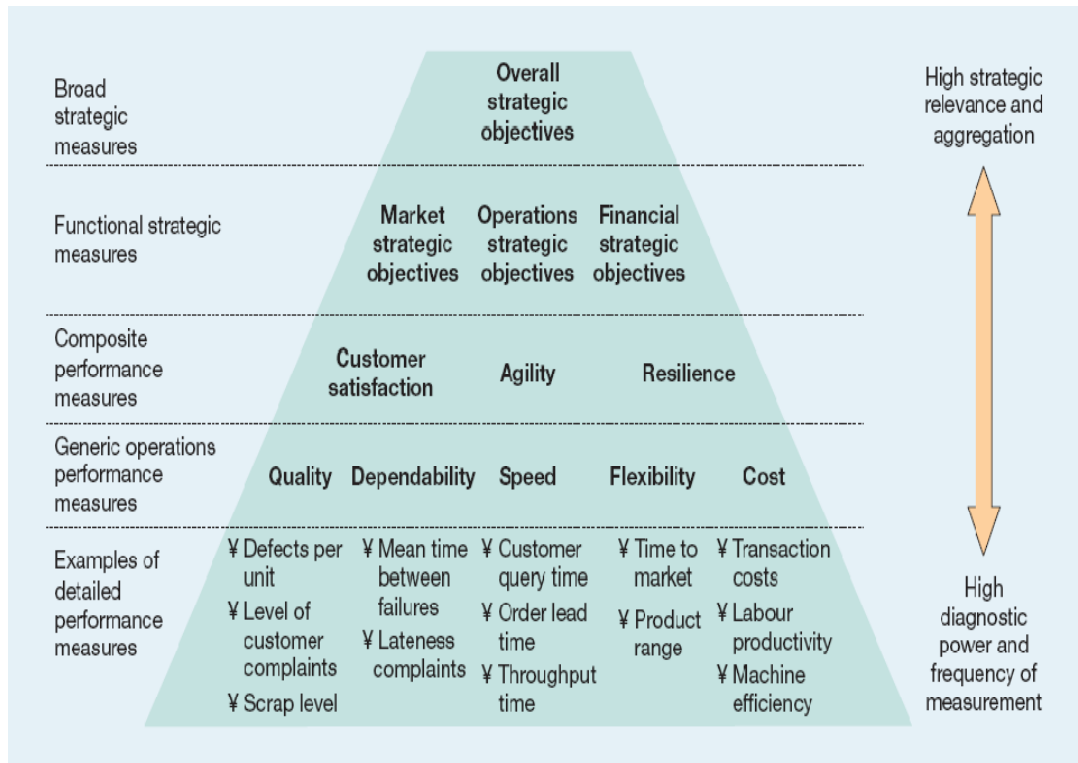 Broad
strategic
measures
Overall
strategic
objectives
High strategic
relevance and
aggregation
Functional strategic
measures
Market
strategic
objectives
Operations
strategic
objectives
Financial
strategic
objectives
Composite
performance
measures
Customer
satisfaction
Agility
Resilience
Generic operations
performance
measures
Quality
Dependability
Speed
Flexibility
Cost
Examples of
detailed
performance
measures
¥ Defects per
unit
¥ Level of
customer
complaints
¥ Scrap level
¥ Mean time
between
failures
¥ Lateness
complaints
¥ Customer
query time
¥ Order lead
time
¥ Throughput
time
¥ Time to
market
¥ Product
range
¥ Transaction
costs
¥ Labour
productivity
¥ Machine
efficiency
High
diagnostic
power and
frequency of
measurement